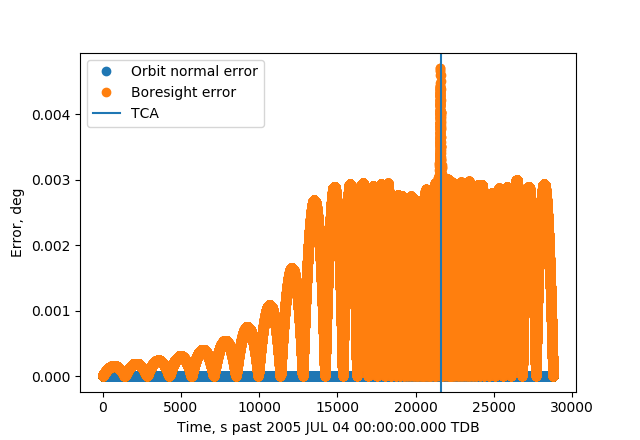 Orbit normal error
Boresight error
TCA
0.004
0.003
0.002
0.001
0.000
Error, deg
0
5000
10000
15000
20000
25000
30000
Time, s past 2005 JUL 04 00:00:00.000 TDB